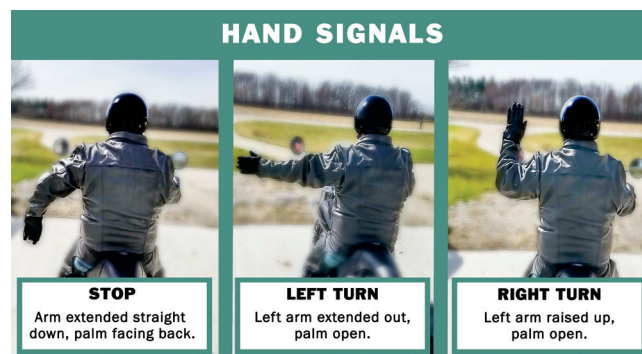 HAND SIGNALS
STOP
Arm extended straight
down, palm facing back.
LEFT TURN
Left arm extended out,
palm open.
RIGHT TURN
Left arm raised up,
palm open.